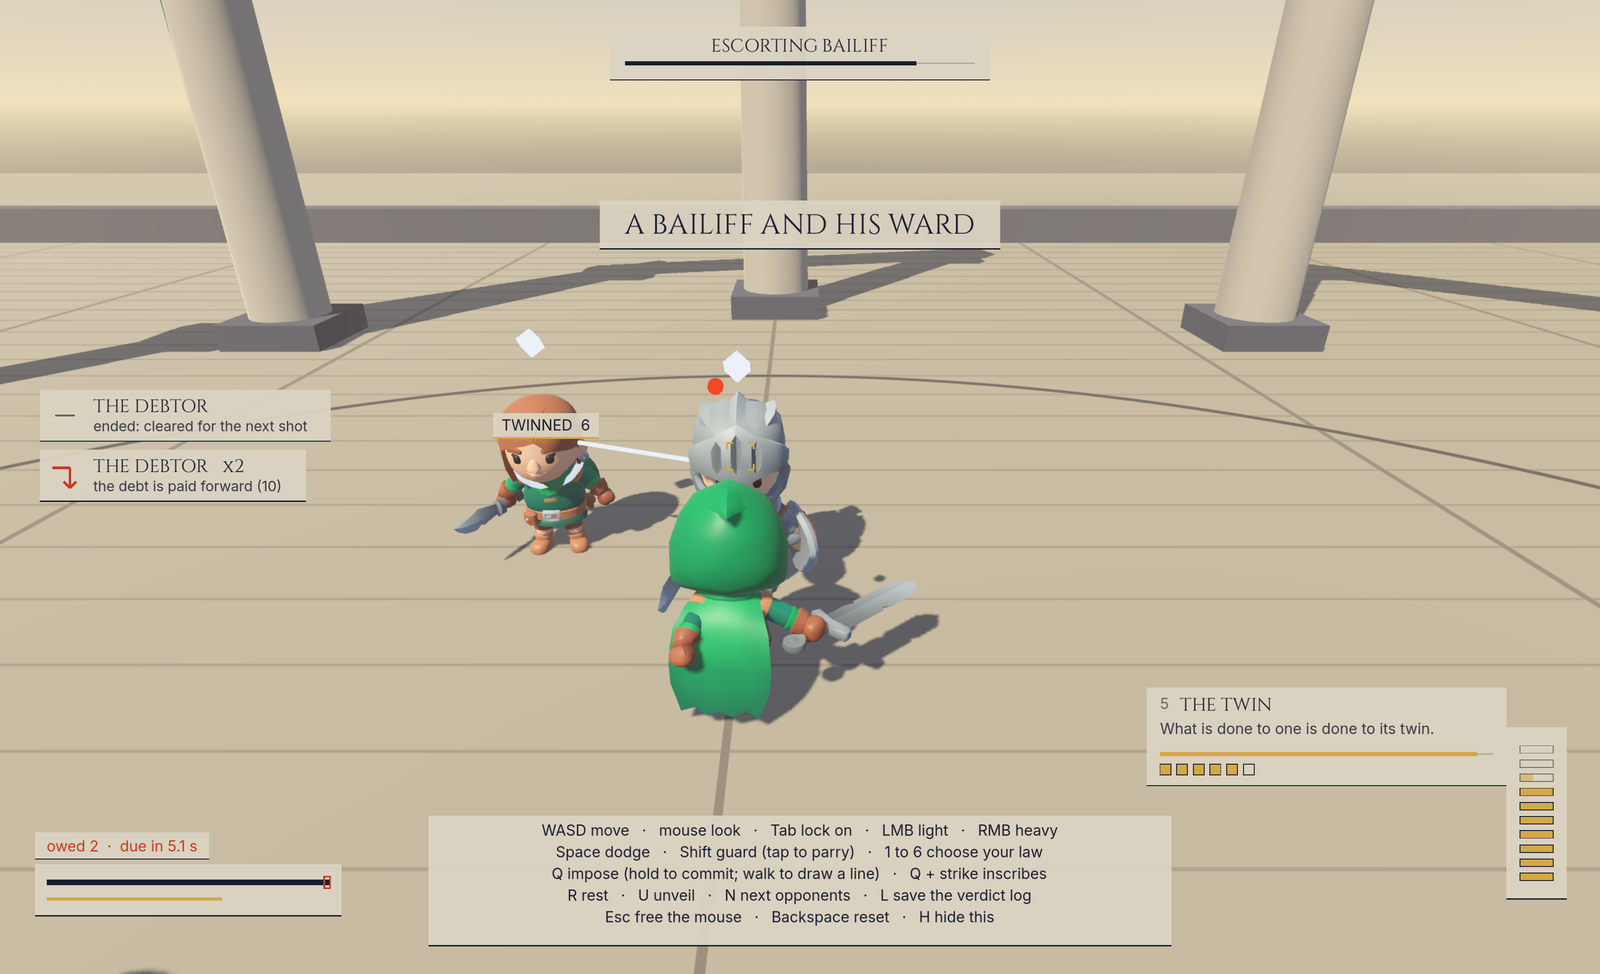 ESCORTING BAILIFF
A BAILIFF AND HIS WARD
THE DEBTOR
ended: cleared for the next shot
THE DEBTOR X2
the debt is paid forward (10)
TWINNED 6
5 THE TWIN
What is done to one is done to its twin.
owed 2 · due in 5.1 s
WASD move · mouse look · Tab lock on · LMB light · RMB heavy
Space dodge · Shift guard (tap to parry) · 1 to 6 choose your law
Q impose (hold to commit; walk to draw a line) · Q + strike inscribes
R rest · U unveil · N next opponents · L save the verdict log
Esc free the mouse · Backspace reset · H hide this